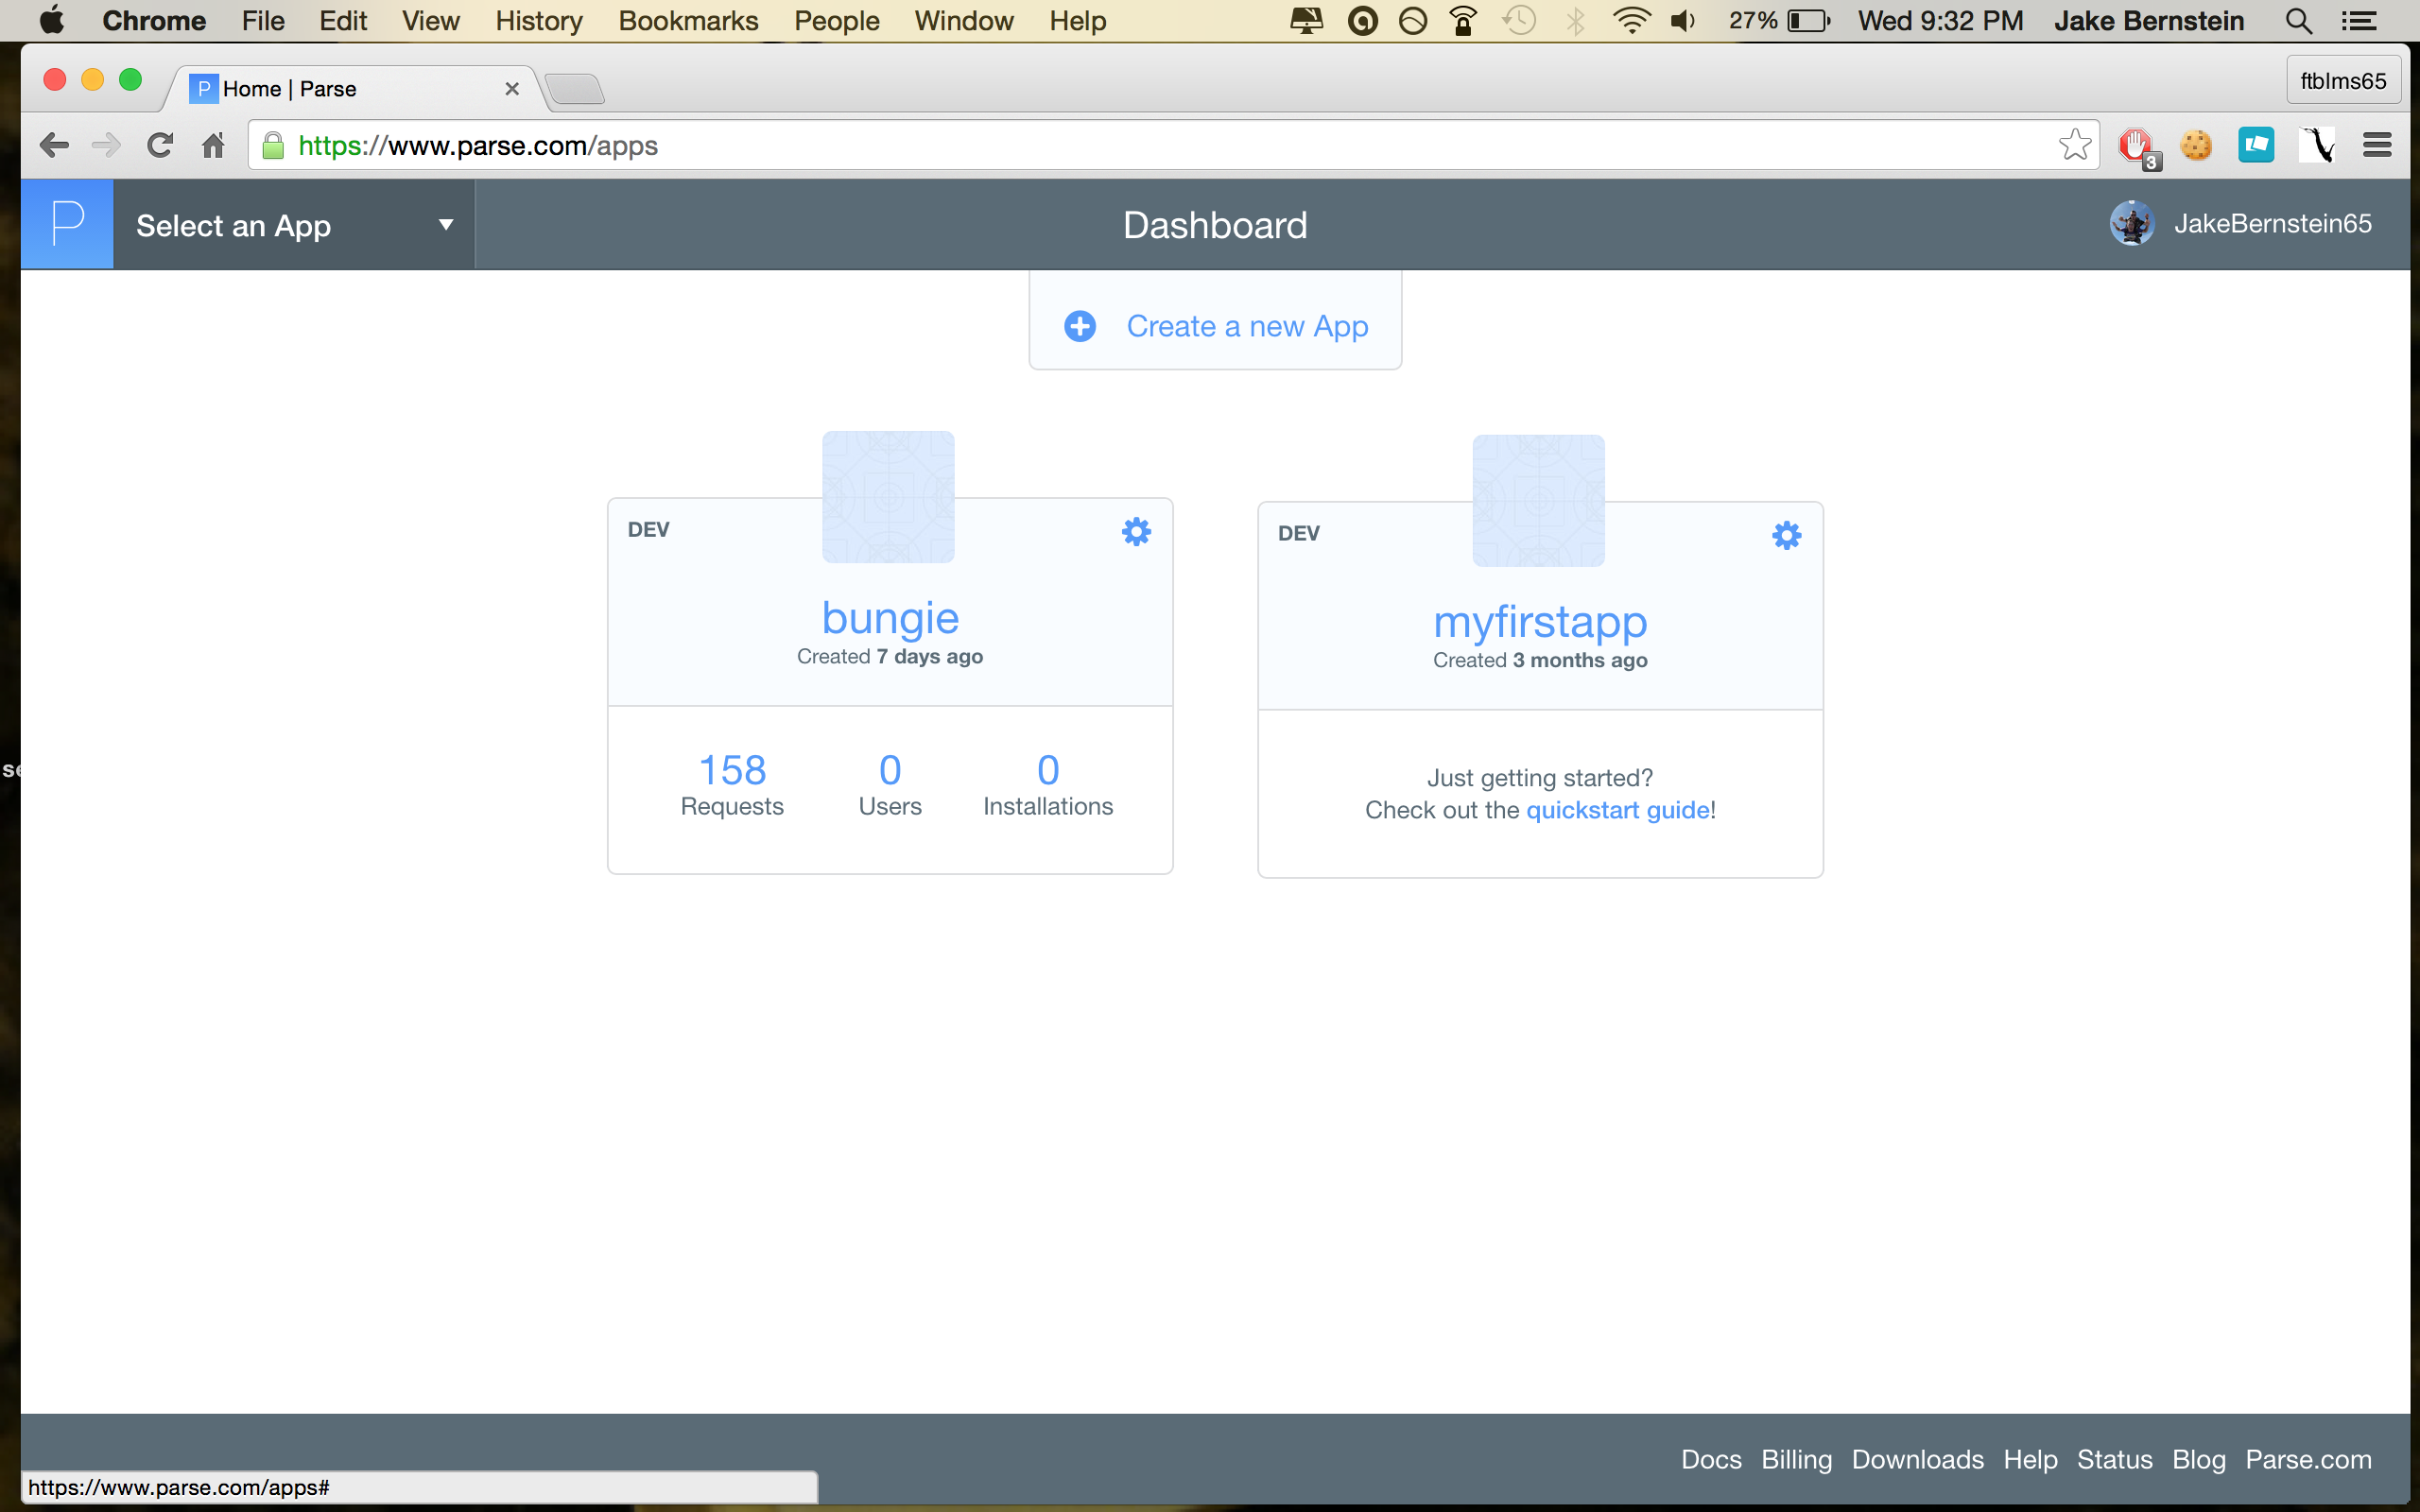 Chrome File Edit View History Bookmarks People Window Help 27% Wed 9:32 PM Jake Bernstein
P Home | Parse ftblms65
https://www.parse.com/apps 3
P Select an App Dashboard JakeBernstein65
Create a new App
DEV
bungie
Created 7 days ago
158 0 0
Requests Users Installations
DEV
myfirstapp
Created 3 months ago
Just getting started?
Check out the quickstart guide!
Docs Billing Downloads Help Status Blog Parse.com
https://www.parse.com/apps#